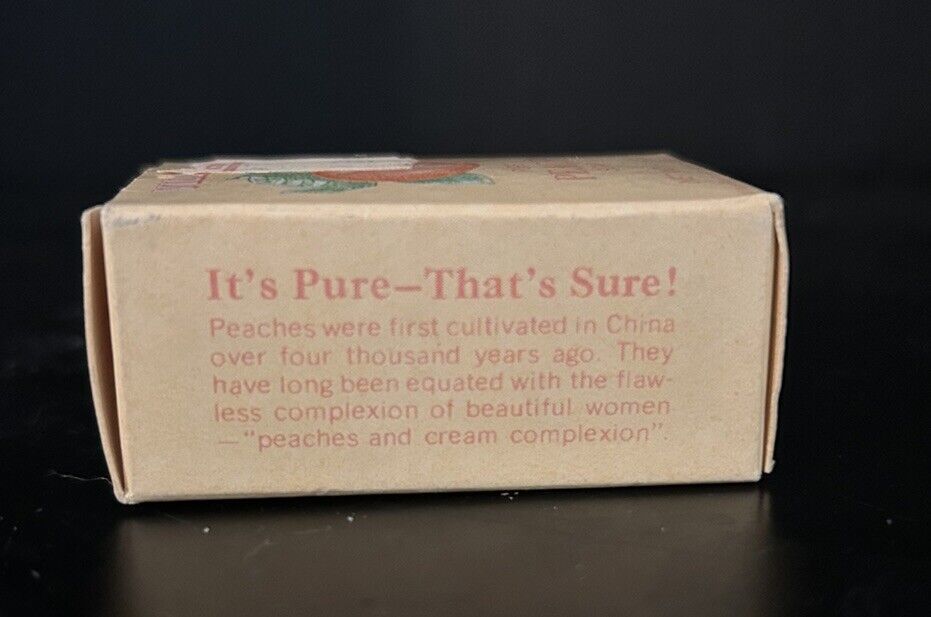 It's Pure—That's Sure!
Peaches were first cultivated in China
over four thousand years ago. They
have long been equated with the flaw-
less complexion of beautiful women
—"peaches and cream complexion".